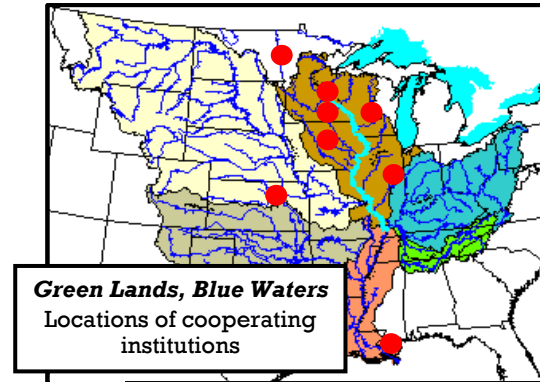 Green Lands, Blue Waters
Locations of cooperating
institutions